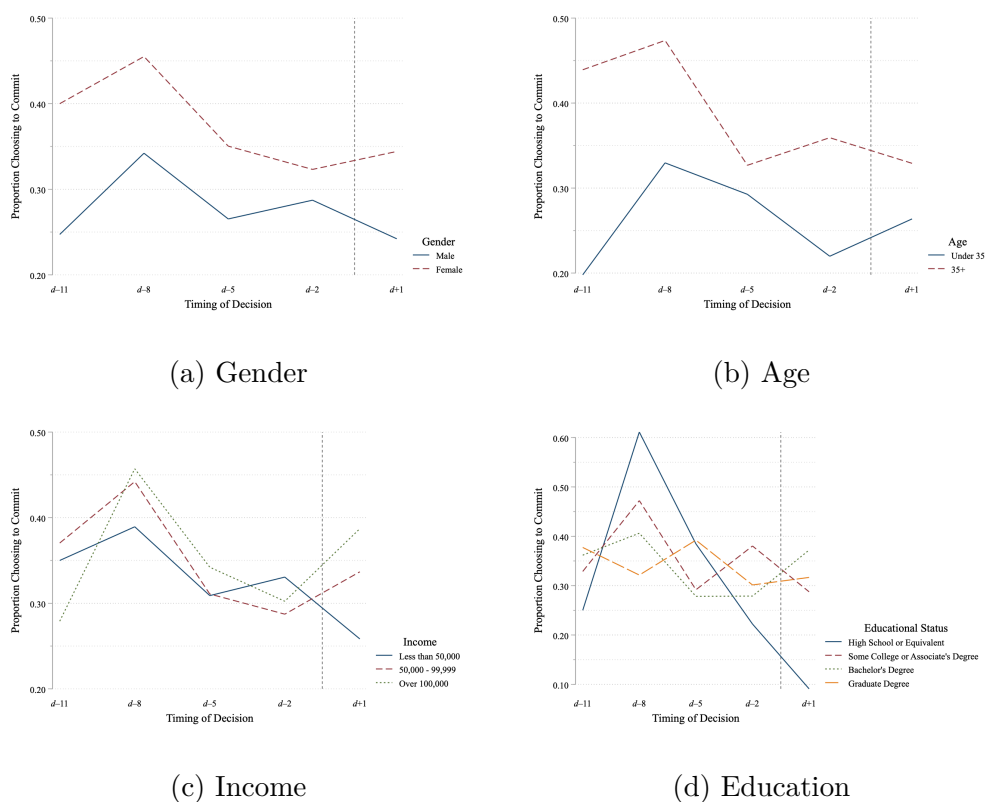 0.50
0.40
0.30
0.20
Proportion Choosing to Commit
d–11
d–8
d–5
d–2
d+1
Timing of Decision
Gender
Male
Female
(a) Gender
0.50
0.40
0.30
0.20
Proportion Choosing to Commit
d–11
d–8
d–5
d–2
d+1
Timing of Decision
Age
Under 35
35+
(b) Age
0.50
0.40
0.30
0.20
Proportion Choosing to Commit
d–11
d–8
d–5
d–2
d+1
Timing of Decision
Income
Less than 50,000
50,000 - 99,999
Over 100,000
(c) Income
0.60
0.50
0.40
0.30
0.20
0.10
Proportion Choosing to Commit
d–11
d–8
d–5
d–2
d+1
Timing of Decision
Educational Status
High School or Equivalent
Some College or Associate's Degree
Bachelor's Degree
Graduate Degree
(d) Education